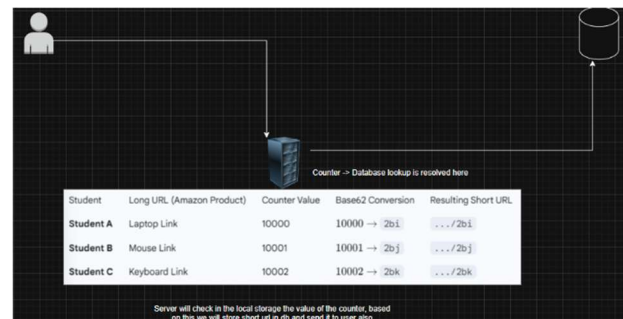 Counter -> Database lookup is resolved here
Student Long URL (Amazon Product) Counter Value Base62 Conversion Resulting Short URL
Student A Laptop Link 10000 10000 → 2bi .../2bi
Student B Mouse Link 10001 10001 → 2bj .../2bj
Student C Keyboard Link 10002 10002 → 2bk .../2bk
Server will check in the local storage the value of the counter, based
on this we will store short url in db and send it to user also